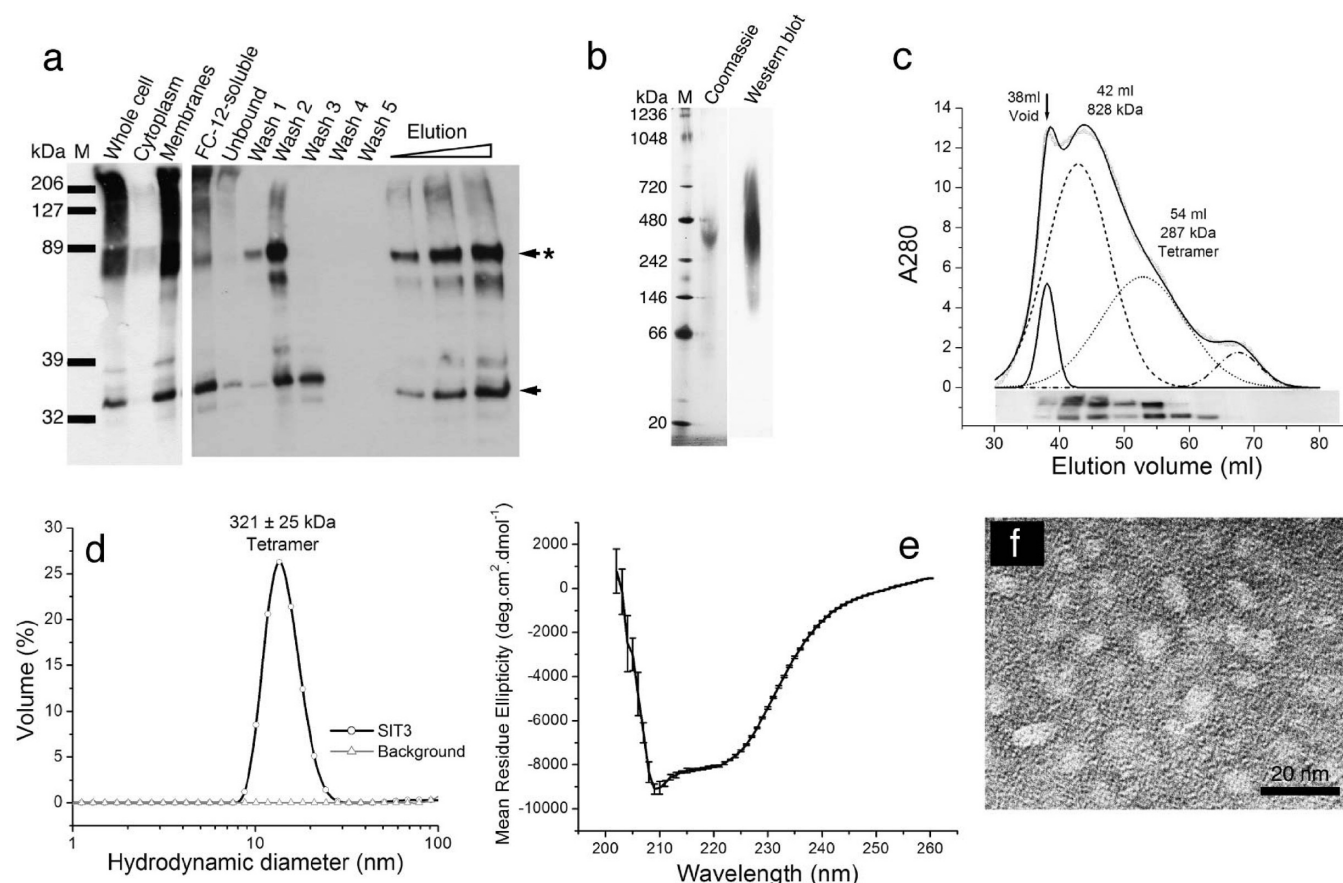 a
kDa M Whole cell Cytoplasm Membranes FC-12-soluble Unbound Wash 1 Wash 2 Wash 3 Wash 4 Wash 5 Elution
206
127
89
*
39
32
b
kDa M Coomassie Western blot
1236
1048
720
480
242
146
66
20
c
38ml
Void
42 ml
828 kDa
54 ml
287 kDa
Tetramer
A280
14
12
10
8
6
4
2
0
30 40 50 60 70 80
Elution volume (ml)
d
321 ± 25 kDa
Tetramer
Volume (%)
30
25
20
15
10
5
0
SIT3
Background
1 10 100
Hydrodynamic diameter (nm)
e
Mean Residue Ellipticity (deg.cm².dmol⁻¹)
2000
0
-2000
-4000
-6000
-8000
-10000
200 210 220 230 240 250 260
Wavelength (nm)
f
20 nm